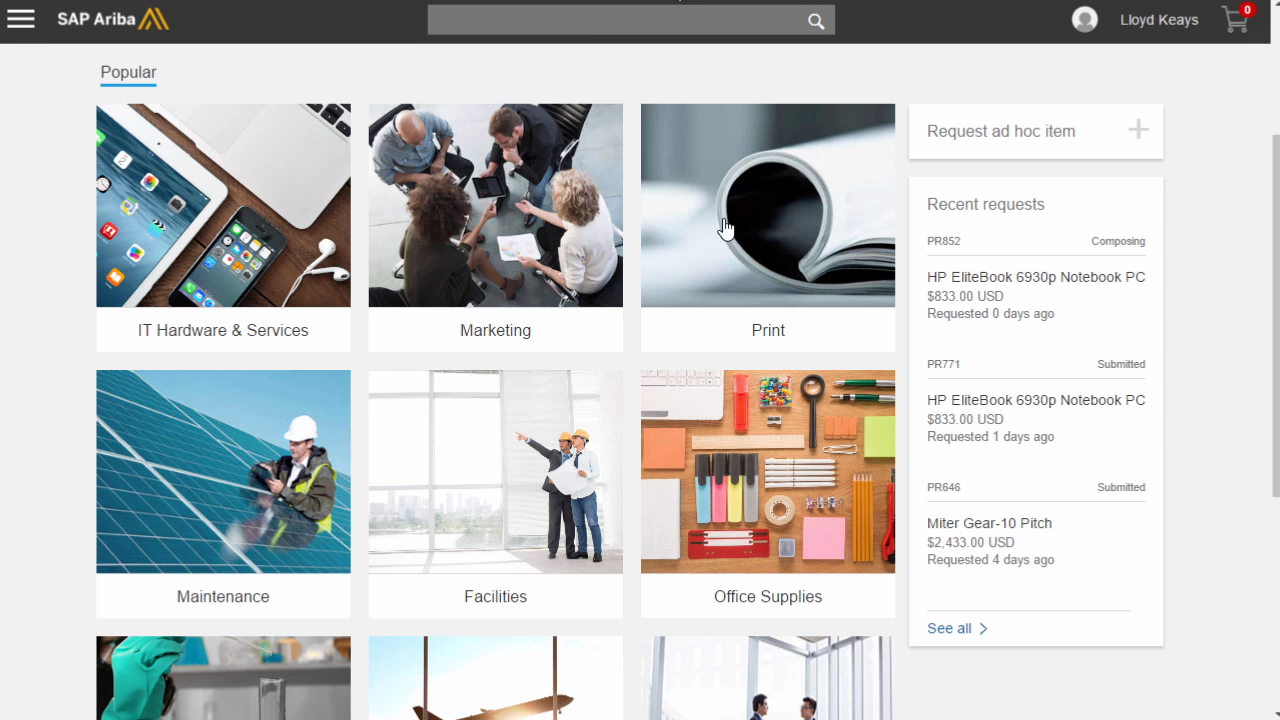 SAP Ariba
Lloyd Keays
0
Popular
IT Hardware & Services
Marketing
Print
Maintenance
Facilities
Office Supplies
Request ad hoc item
Recent requests
PR852 Composing
HP EliteBook 6930p Notebook PC
$833.00 USD
Requested 0 days ago
PR771 Submitted
HP EliteBook 6930p Notebook PC
$833.00 USD
Requested 1 days ago
PR646 Submitted
Miter Gear-10 Pitch
$2,433.00 USD
Requested 4 days ago
See all